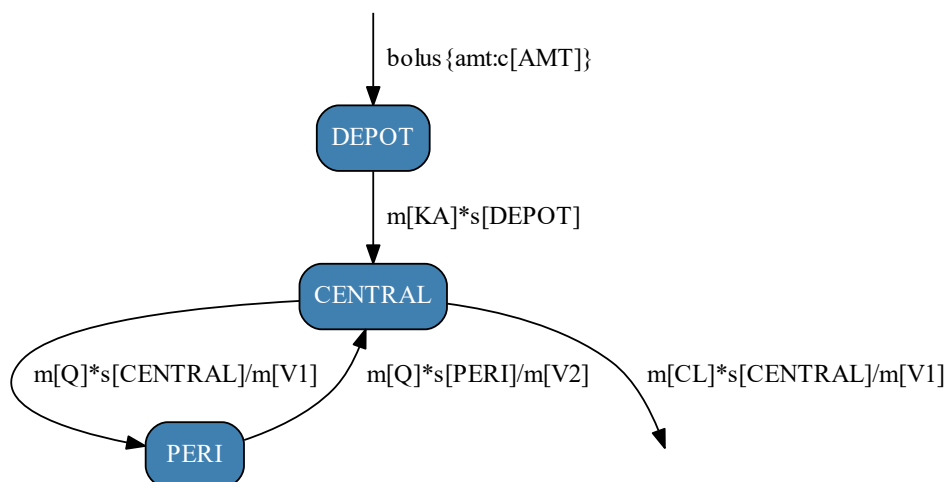 bolus{amt:c[AMT]}
DEPOT
m[KA]*s[DEPOT]
CENTRAL
m[Q]*s[CENTRAL]/m[V1]
m[Q]*s[PERI]/m[V2]
m[CL]*s[CENTRAL]/m[V1]
PERI